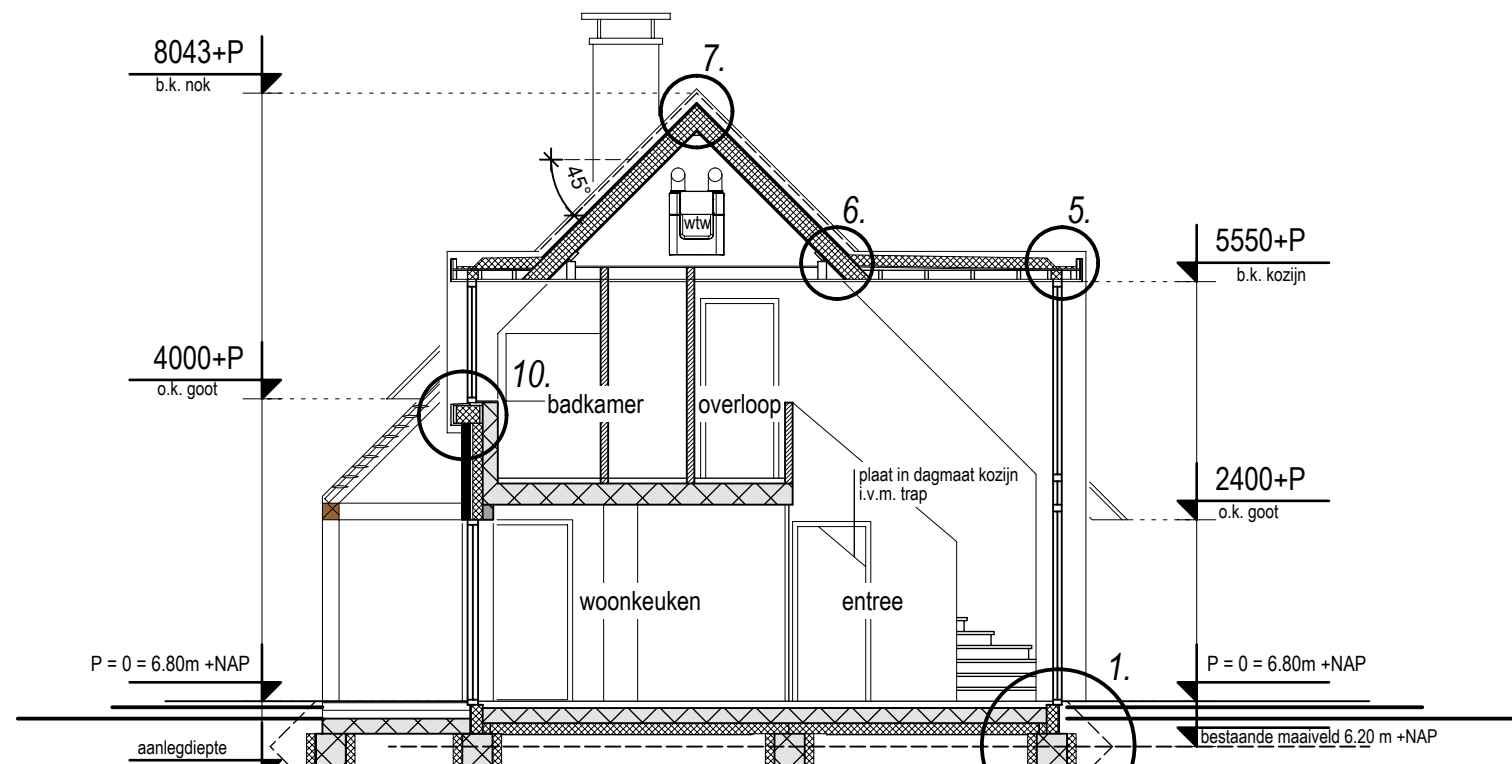 7.
8043+P
b.k. nok
45°
wtw
6.
5.
5550+P
b.k. kozijn
4000+P
o.k. goot
10.
badkamer
overloop
plaat in dagmaat kozijn
i.v.m. trap
2400+P
o.k. goot
woonkeuken
entree
P = 0 = 6.80m +NAP
P = 0 = 6.80m +NAP
1.
bestaande maaiveld 6.20 m +NAP
aanlegdiepte